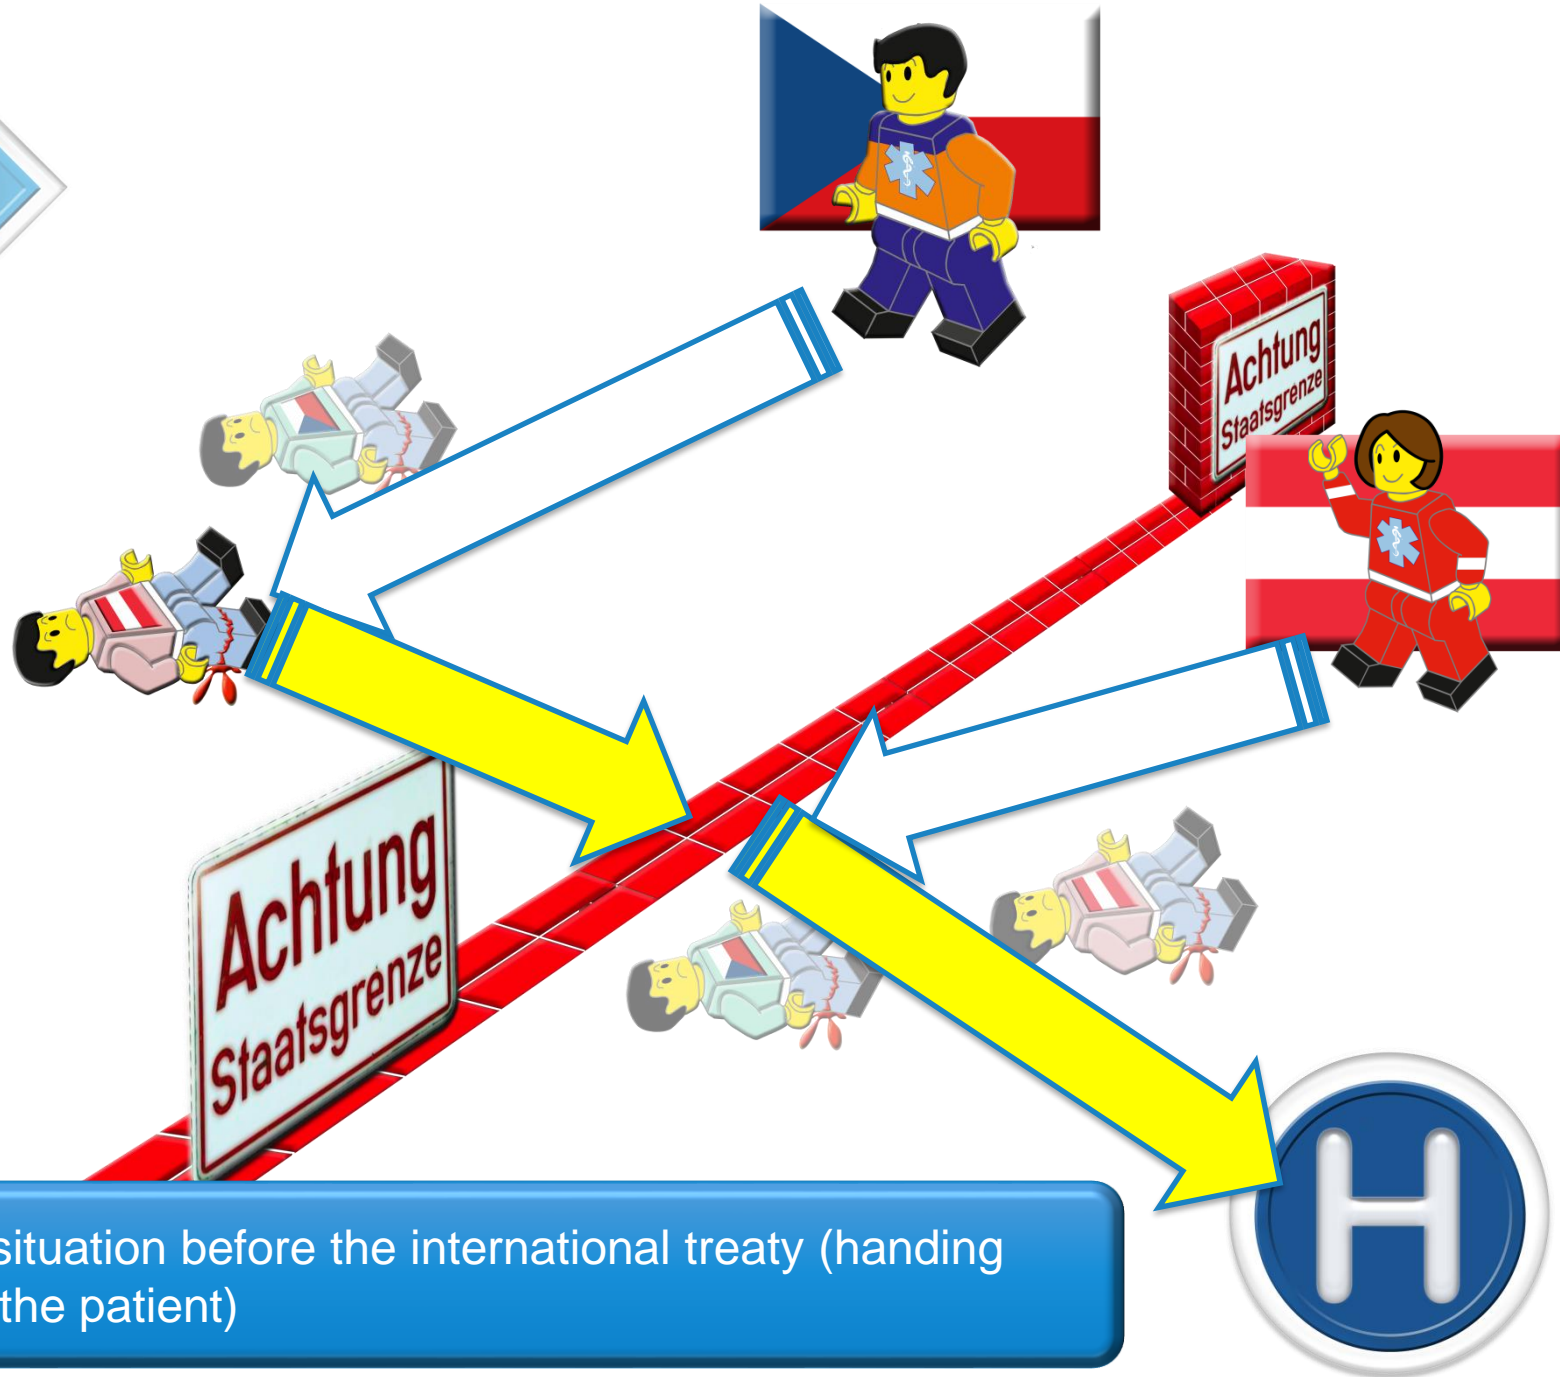 Achtung
Staatsgrenze
Achtung
Staatsgrenze
situation before the international treaty (handing
the patient)
H